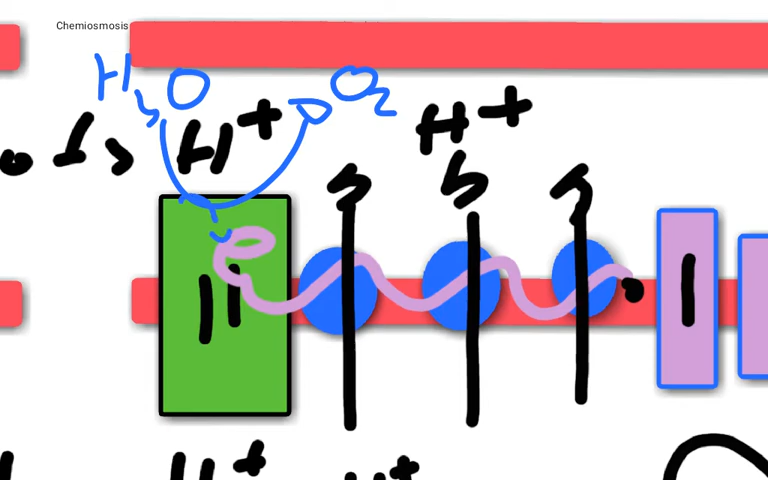 Chemiosmosis
H2O
O2
H+
H+
II
I
H+
H+